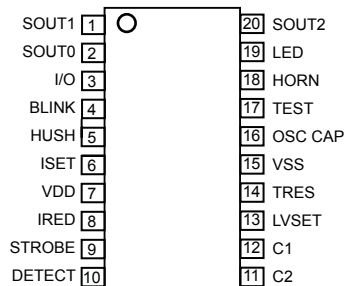 SOUT1 1 20 SOUT2
SOUT0 2 19 LED
I/O 3 18 HORN
BLINK 4 17 TEST
HUSH 5 16 OSC CAP
ISET 6 15 VSS
VDD 7 14 TRES
IRED 8 13 LVSET
STROBE 9 12 C1
DETECT 10 11 C2